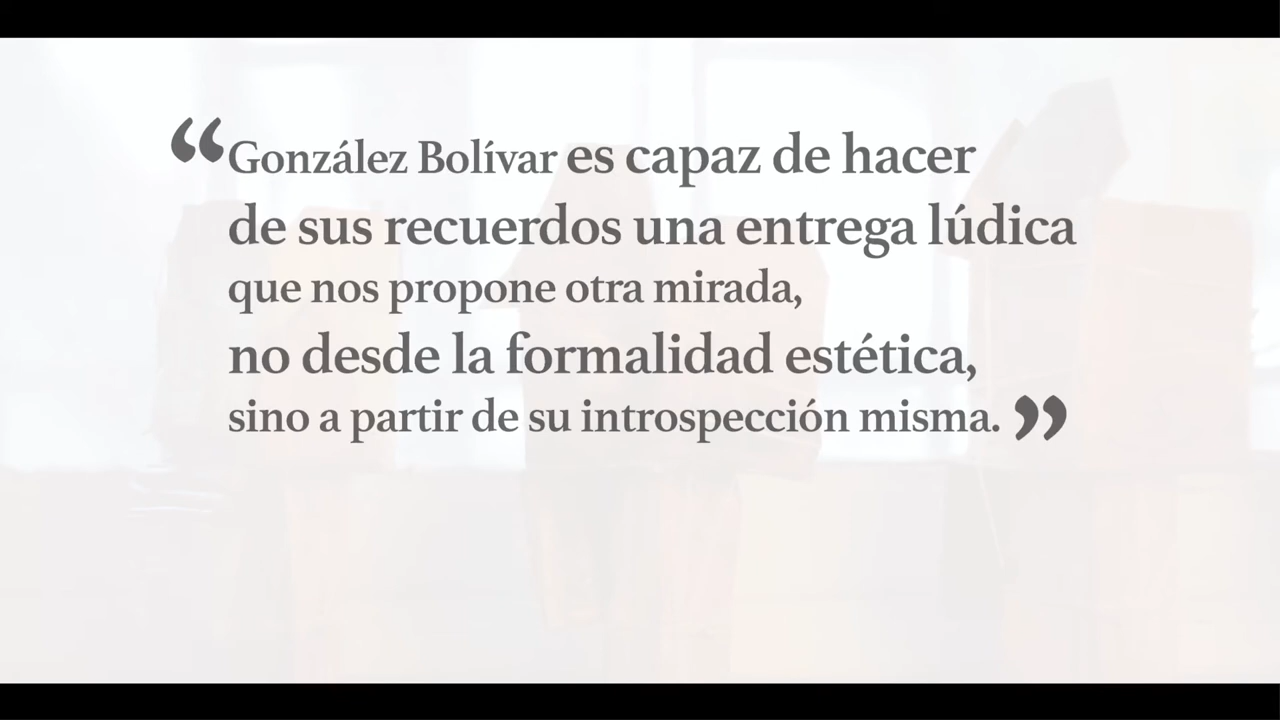 “González Bolívar es capaz de hacer
de sus recuerdos una entrega lúdica
que nos propone otra mirada,
no desde la formalidad estética,
sino a partir de su introspección misma.”